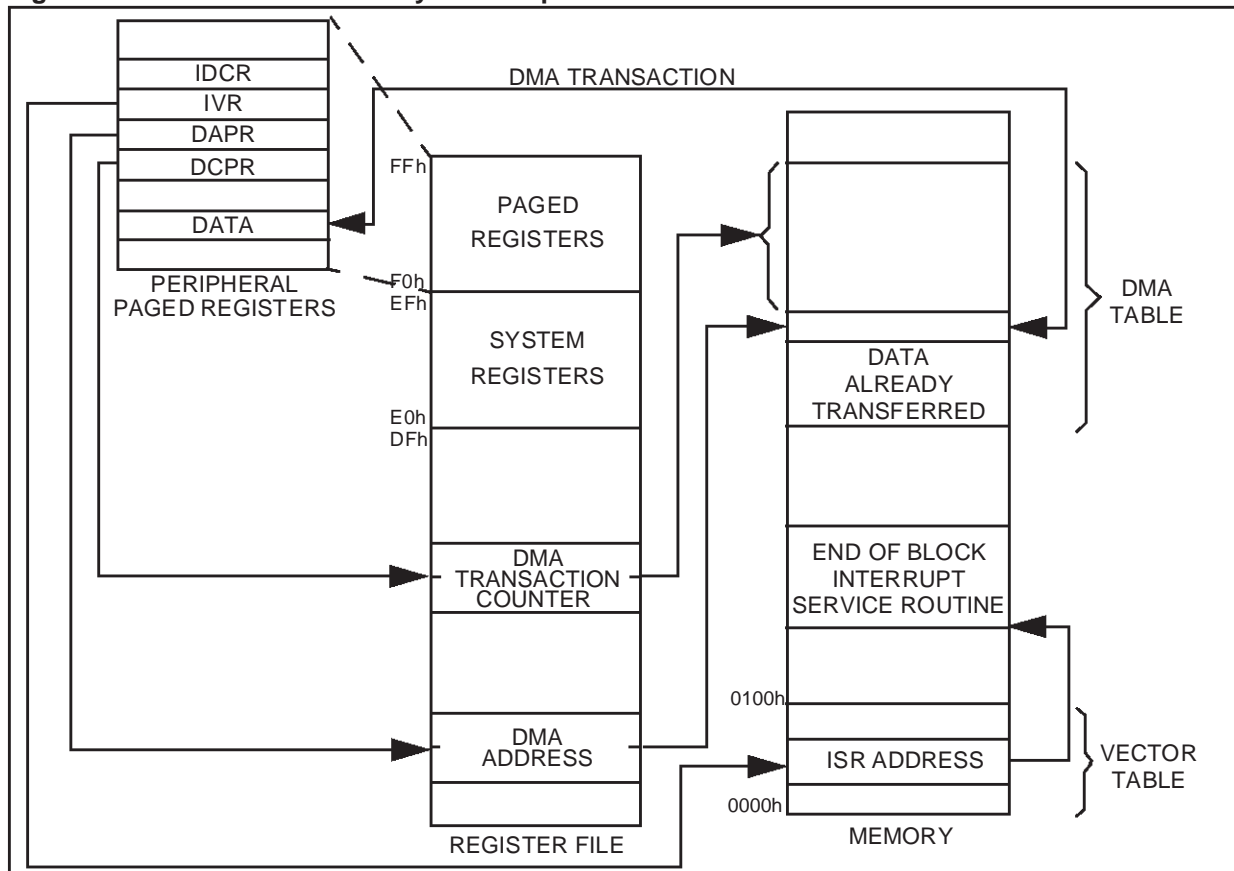 IDCR
IVR
DAPR
DCPR
DATA
PERIPHERAL
PAGED REGISTERS
DMA TRANSACTION
FFh
PAGED
REGISTERS
F0h
EFh
SYSTEM
REGISTERS
E0h
DFh
DMA
TRANSACTION
COUNTER
DMA
ADDRESS
REGISTER FILE
DATA
ALREADY
TRANSFERRED
DMA
TABLE
END OF BLOCK
INTERRUPT
SERVICE ROUTINE
0100h
ISR ADDRESS
VECTOR
TABLE
0000h
MEMORY